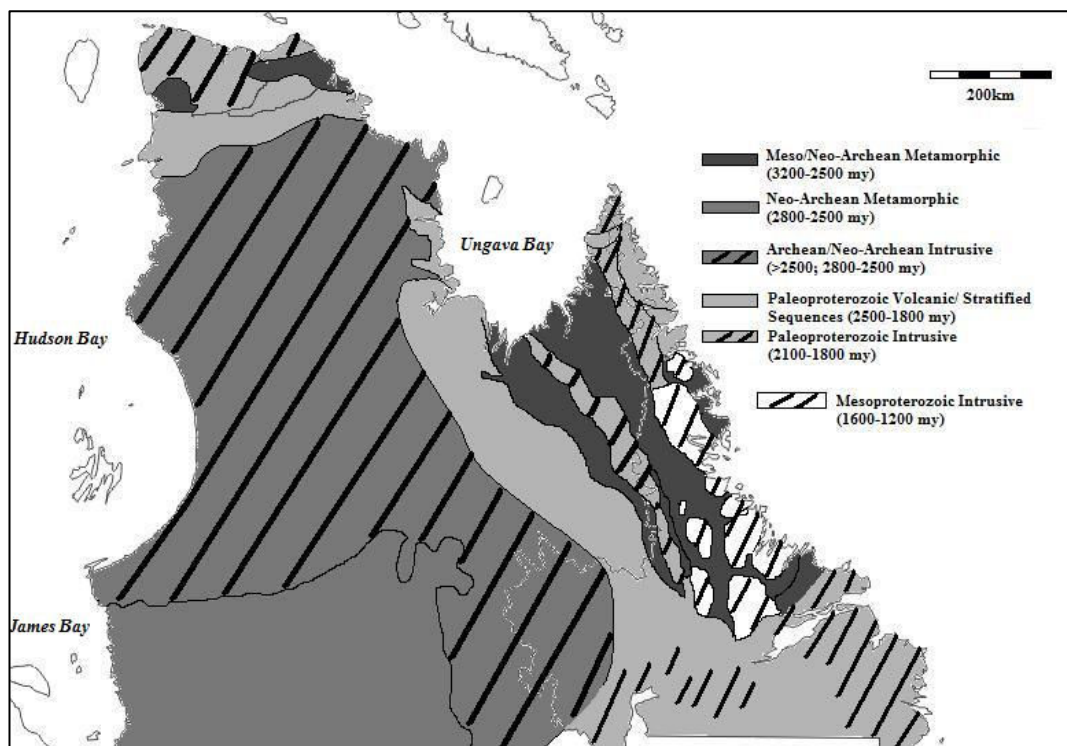 200km
Meso/Neo-Archean Metamorphic
(3200-2500 my)
Neo-Archean Metamorphic
(2800-2500 my)
Ungava Bay
Archean/Neo-Archean Intrusive
(>2500; 2800-2500 my)
Paleoproterozoic Volcanic/ Stratified
Sequences (2500-1800 my)
Hudson Bay
Paleoproterozoic Intrusive
(2100-1800 my)
Mesoproterozoic Intrusive
(1600-1200 my)
James Bay